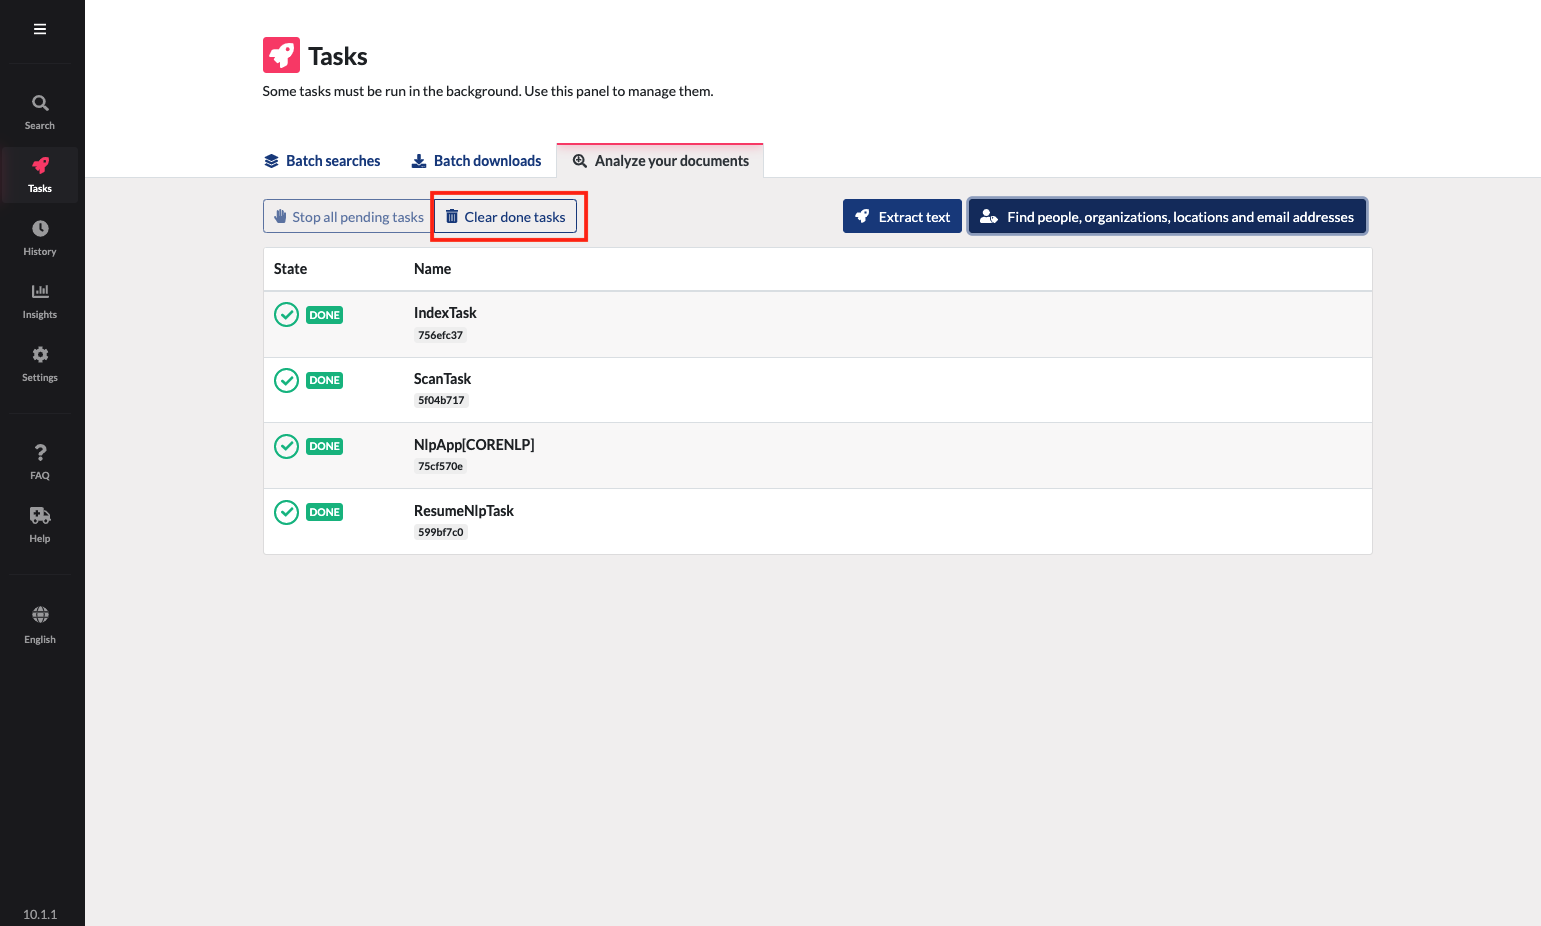 Search
Tasks
History
Insights
Settings
FAQ
Help
English
10.1.1
Tasks
Some tasks must be run in the background. Use this panel to manage them.
Batch searches
Batch downloads
Analyze your documents
Stop all pending tasks
Clear done tasks
Extract text
Find people, organizations, locations and email addresses
State Name
DONE IndexTask
756efc37
DONE ScanTask
5f04b717
DONE NlpApp[CORENLP]
75cf570e
DONE ResumeNlpTask
599bf7c0